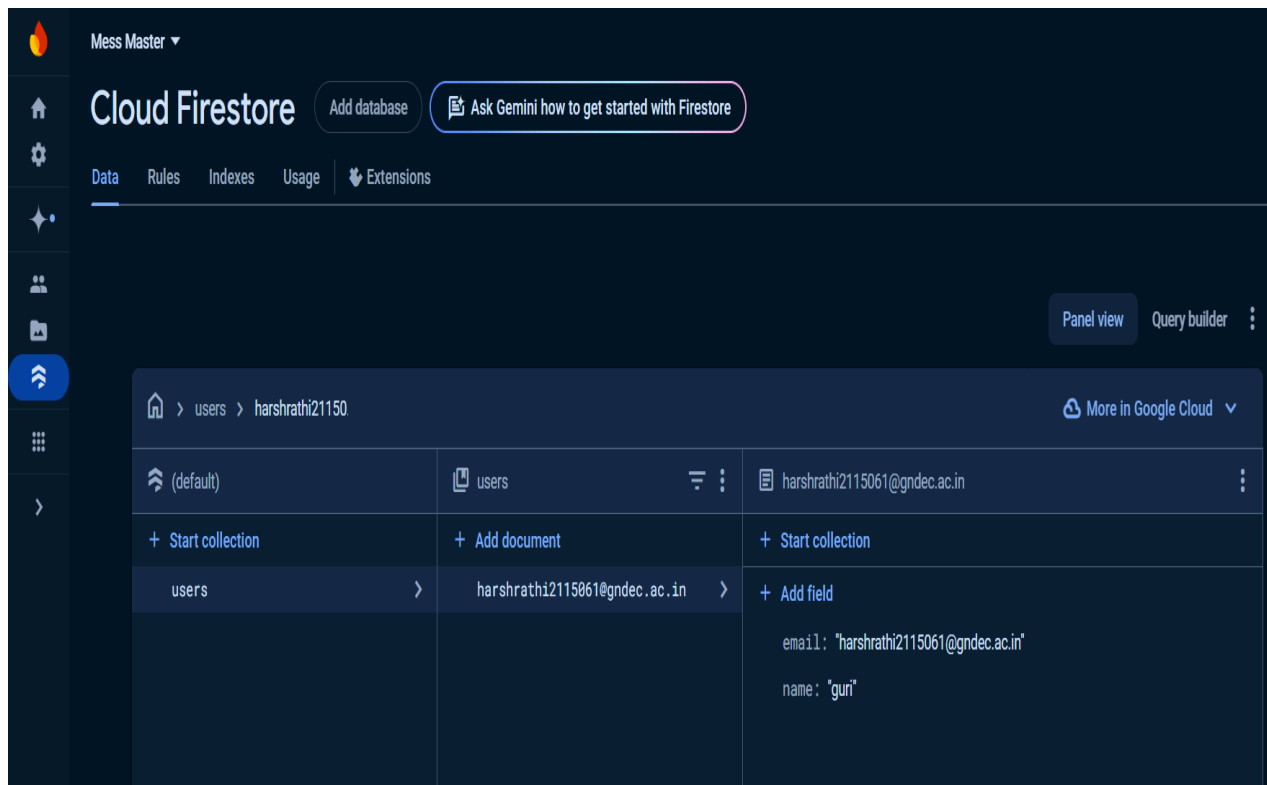 Mess Master
Cloud Firestore Add database Ask Gemini how to get started with Firestore
Data Rules Indexes Usage Extensions
Panel view Query builder
users harshrathi21150 More in Google Cloud
(default) users harshrathi2115061@gndec.ac.in
+ Start collection + Add document + Start collection
users harshrathi2115061@gndec.ac.in + Add field
email: "harshrathi2115061@gndec.ac.in"
name: "guri"